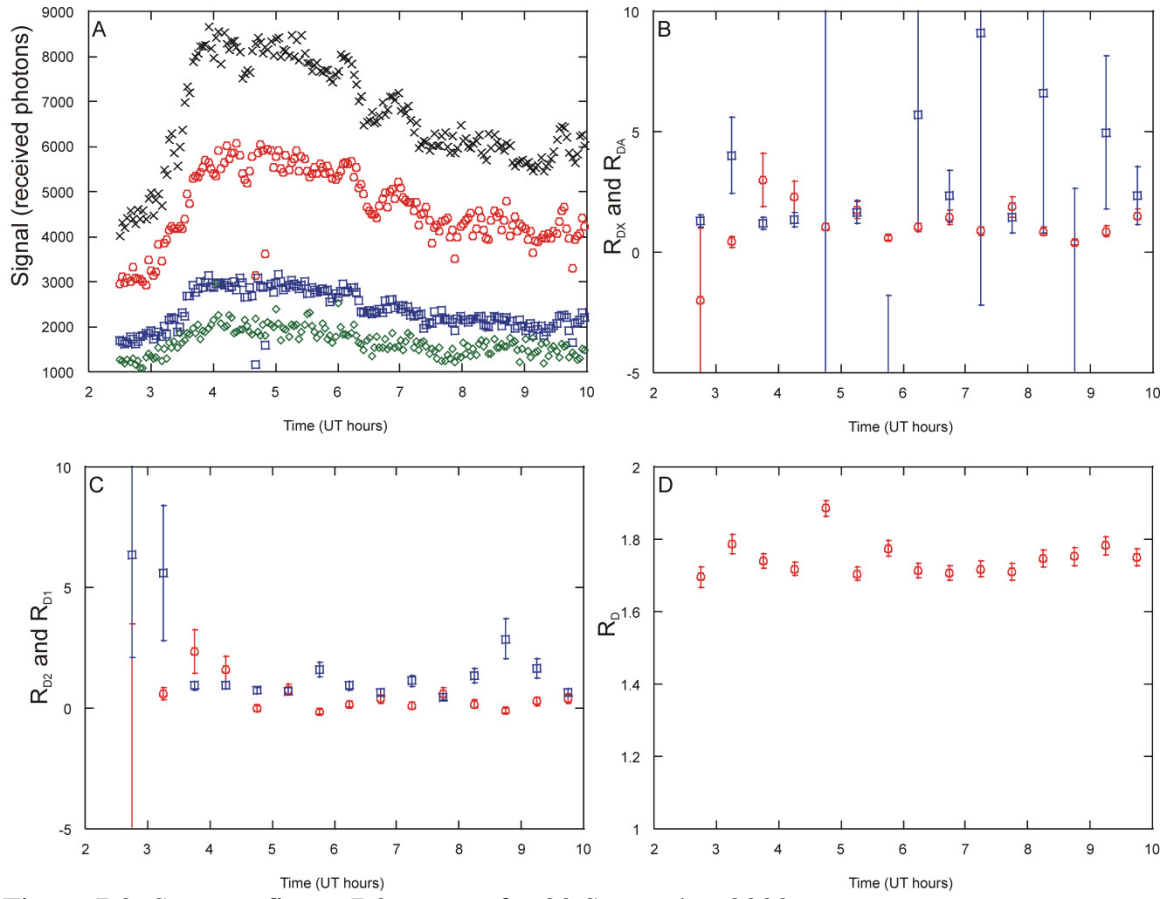 A
9000
8000
7000
6000
5000
4000
3000
2000
1000
Signal (received photons)
2 3 4 5 6 7 8 9 10
Time (UT hours)
B
10
5
0
-5
R_DX and R_DA
2 3 4 5 6 7 8 9 10
Time (UT hours)
C
10
5
0
-5
R_D2 and R_D1
2 3 4 5 6 7 8 9 10
Time (UT hours)
D
2
1.8
1.6
1.4
1.2
1
R_D
2 3 4 5 6 7 8 9 10
Time (UT hours)